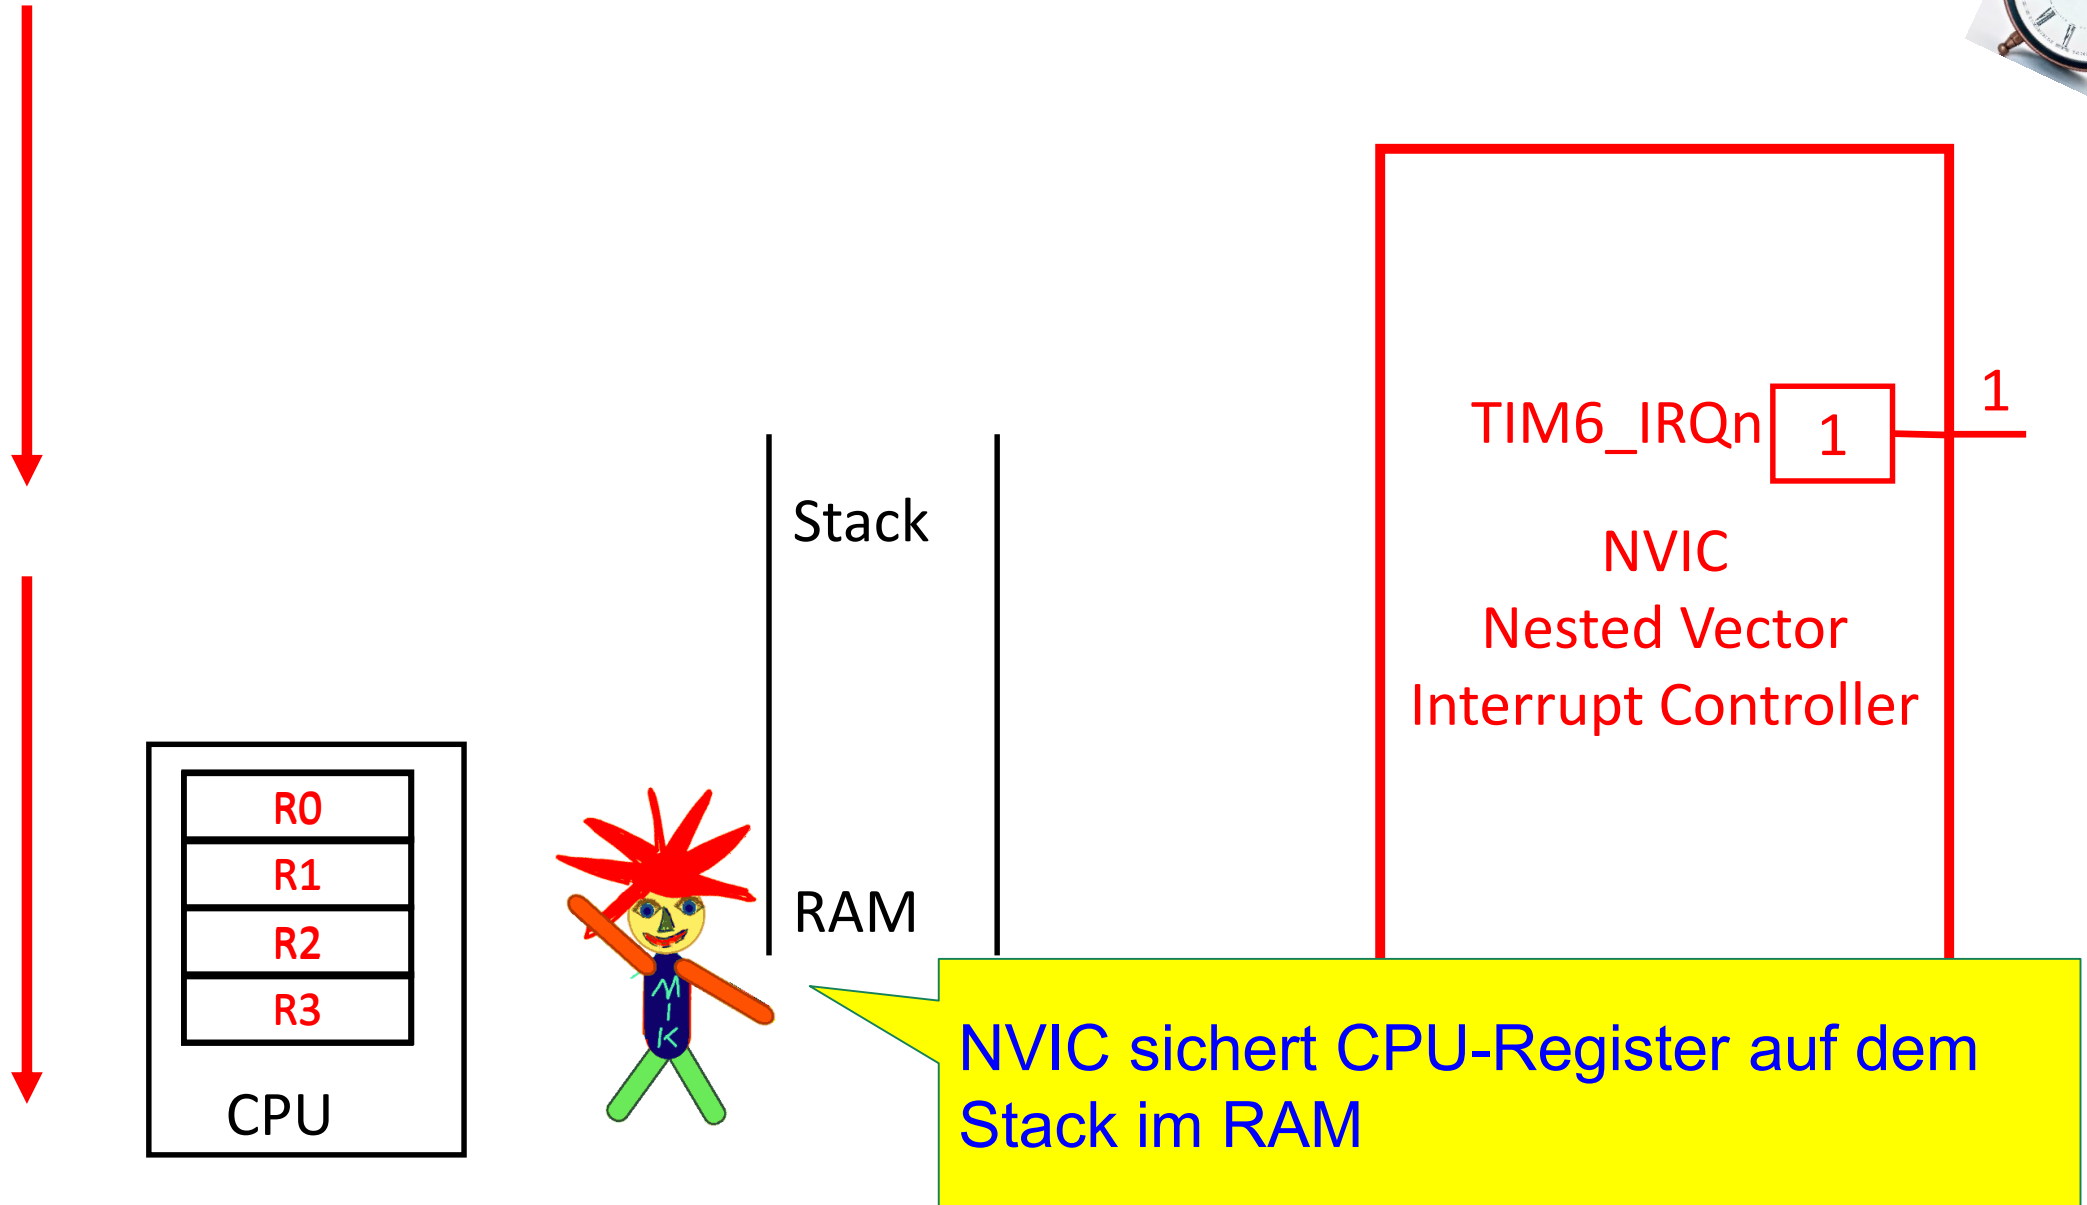 1
TIM6_IRQn
1
Stack
NVIC
Nested Vector
Interrupt Controller
R0
R1
R2
R3
RAM
MIK
CPU
NVIC sichert CPU-Register auf dem
Stack im RAM